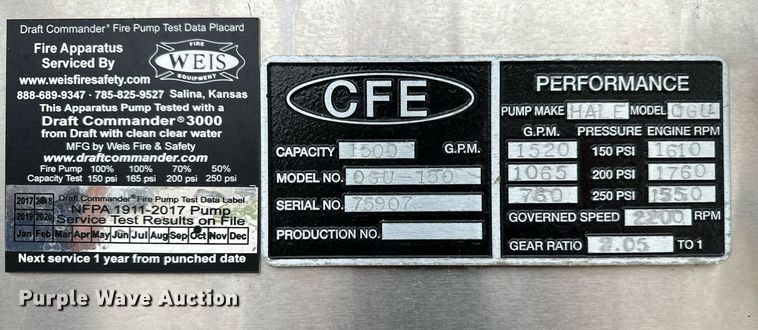 Draft Commander® Fire Pump Test Data Placard
Fire Apparatus
Serviced By
FIRE
WEIS
EQUIPMENT
www.weisfiresafety.com
888-689-9347 • 785-825-9527 Salina, Kansas
This Apparatus Pump Tested with a
Draft Commander® 3000
from Draft with clean clear water
MFG by Weis Fire & Safety
www.draftcommander.com
Fire Pump 100% 100% 70% 50%
Capacity Test 150 psi 165 psi 200 psi 250 psi
2017 2018 Draft Commander® Fire Pump Test Data Label
2019 2020 NFPA 1911-2017 Pump
Service Test Results on File
Jan Feb Mar Apr May Jun Jul Aug Sep Oct Nov Dec
Next service 1 year from punched date
CFE
CAPACITY 1500 G.P.M.
MODEL NO. QGU-150
SERIAL NO. 75907
PRODUCTION NO.
PERFORMANCE
PUMP MAKE HALE MODEL QGU
G.P.M. PRESSURE ENGINE RPM
1520 150 PSI 1610
1065 200 PSI 1760
760 250 PSI
GOVERNED SPEED 2200 RPM
GEAR RATIO 2.05 TO 1
Purple Wave Auction